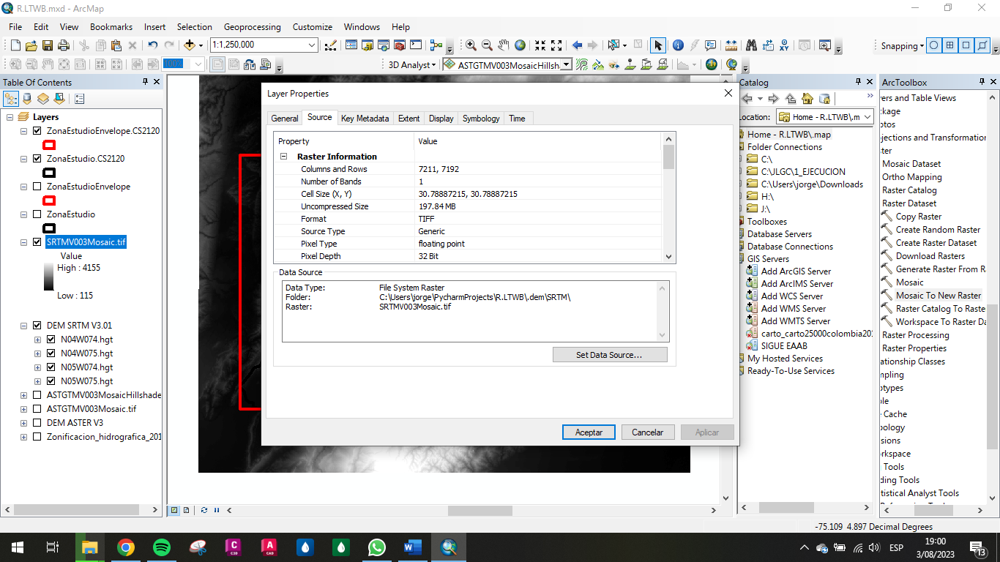 R.LTWB.mxd - ArcMap
File Edit View Bookmarks Insert Selection Geoprocessing Customize Windows Help
1:1,250,000
Snapping
100%
3D Analyst
ASTGTMV003MosaicHillsh
Table Of Contents
Layers
ZonaEstudioEnvelope.CS2120
ZonaEstudio.CS2120
ZonaEstudioEnvelope
ZonaEstudio
SRTMV003Mosaic.tif
Value
High : 4155
Low : 115
DEM SRTM V3.01
N04W074.hgt
N04W075.hgt
N05W074.hgt
N05W075.hgt
ASTGTMV003MosaicHillshade
ASTGTMV003Mosaic.tif
DEM ASTER V3
Zonificacion_hidrografica_201
Layer Properties
General Source Key Metadata Extent Display Symbology Time
Property Value
Raster Information
Columns and Rows 7211, 7192
Number of Bands 1
Cell Size (X, Y) 30.78887215, 30.78887215
Uncompressed Size 197.84 MB
Format TIFF
Source Type Generic
Pixel Type floating point
Pixel Depth 32 Bit
Data Source
Data Type: File System Raster
Folder: C:\Users\jorge\PycharmProjects\R.LTWB\.dem\SRTM\
Raster: SRTMV003Mosaic.tif
Set Data Source...
Aceptar Cancelar Aplicar
Catalog
ocation: Home - R.LTWB\.m
Home - R.LTWB\.map
Folder Connections
C:\
C:\JLGC\1_EJECUCION
C:\Users\jorge\Downloads
H:\
J:\
Toolboxes
Database Servers
Database Connections
GIS Servers
Add ArcGIS Server
Add ArcIMS Server
Add WCS Server
Add WMS Server
Add WMTS Server
carto_carto25000colombia201
SIGUE EAAB
My Hosted Services
Ready-To-Use Services
ArcToolbox
yers and Table Views
ckage
otos
ojections and Transformation
ster
Mosaic Dataset
Ortho Mapping
Raster Catalog
Raster Dataset
Copy Raster
Create Random Raster
Create Raster Dataset
Download Rasters
Generate Raster From R
Mosaic
Mosaic To New Raster
Raster Catalog To Raste
Workspace To Raster Da
Raster Processing
Raster Properties
ationship Classes
mpling
otypes
ble
e Cache
pology
rsions
rkspace
Tools
ding Tools
tistical Analyst Tools
-75.109 4.897 Decimal Degrees
ESP
19:00
3/08/2023
13